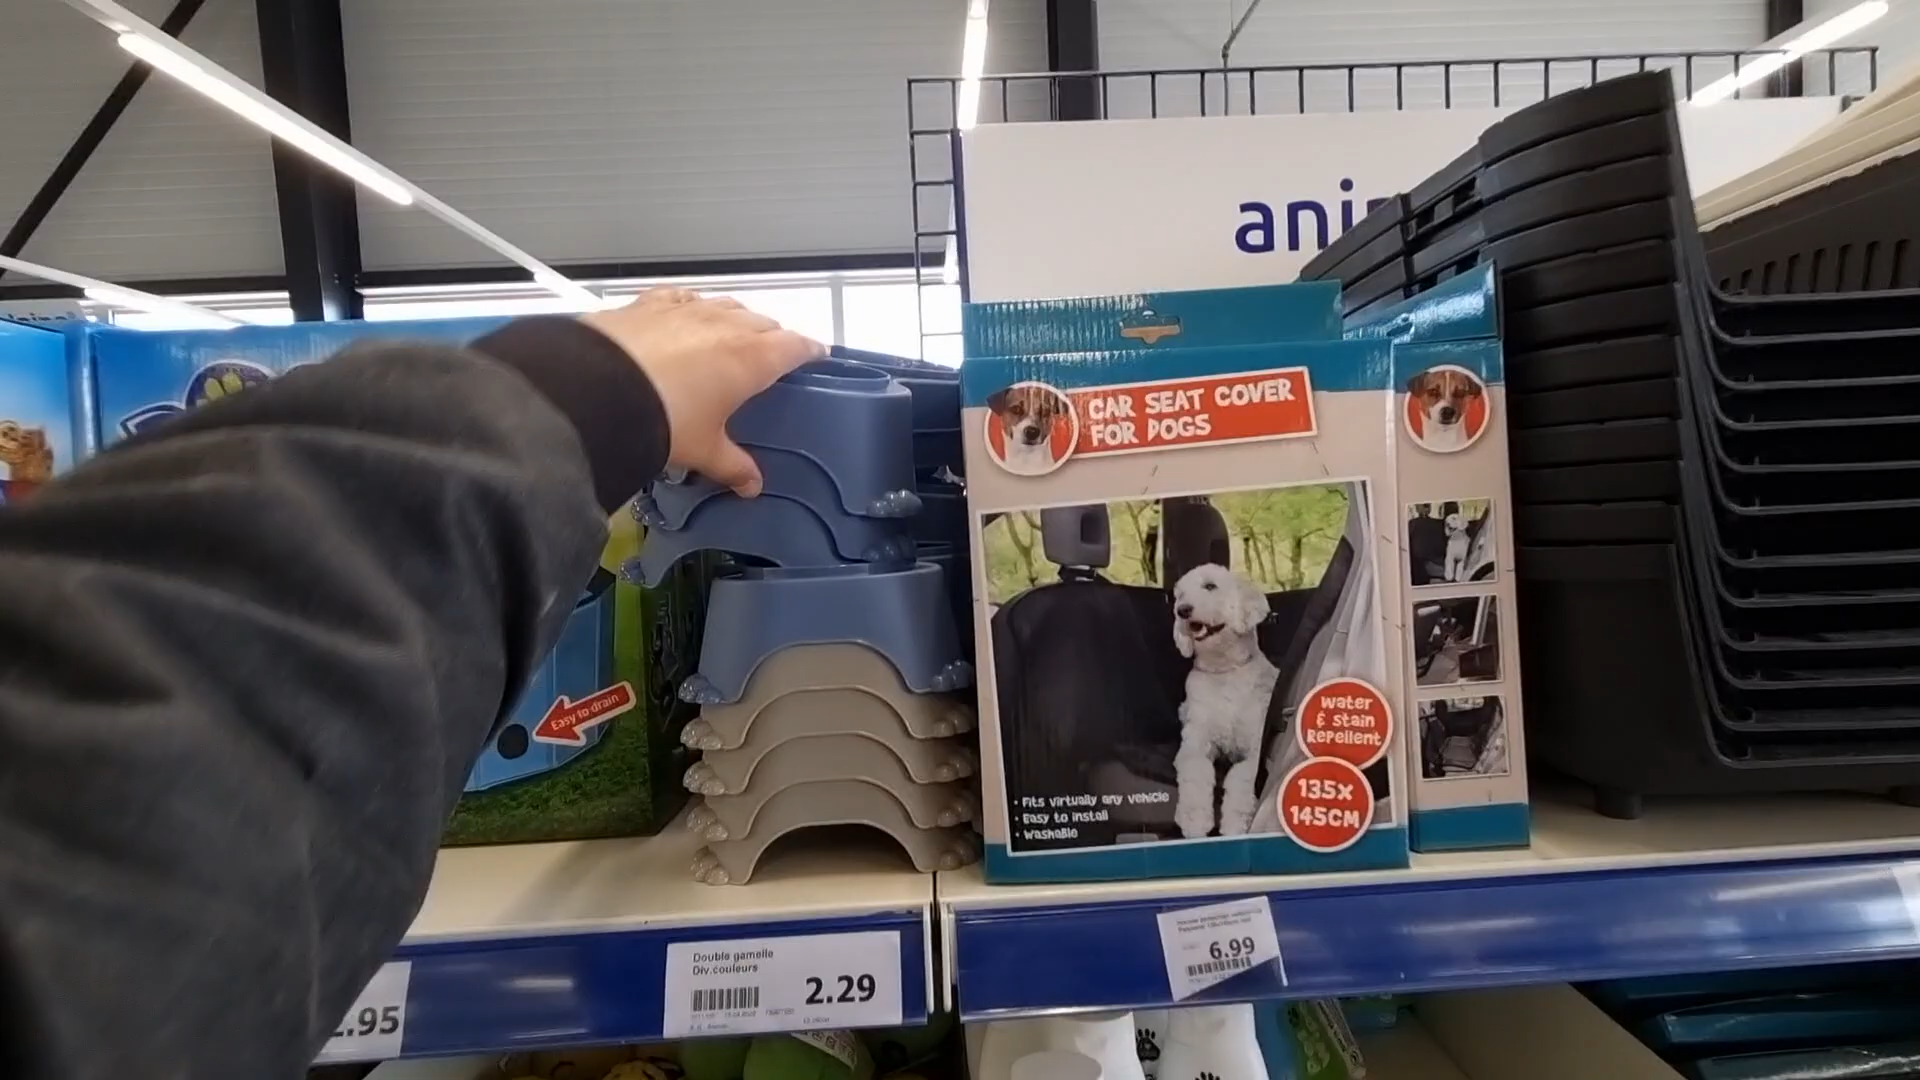 ani
CAR SEAT COVER
FOR DOGS
Water
& stain
Repellent
135x
145CM
• Fits virtually any vehicle
• Easy to install
• Washable
Easy to drain
Double gamelle
Div.couleurs
2.29
6.99
.95